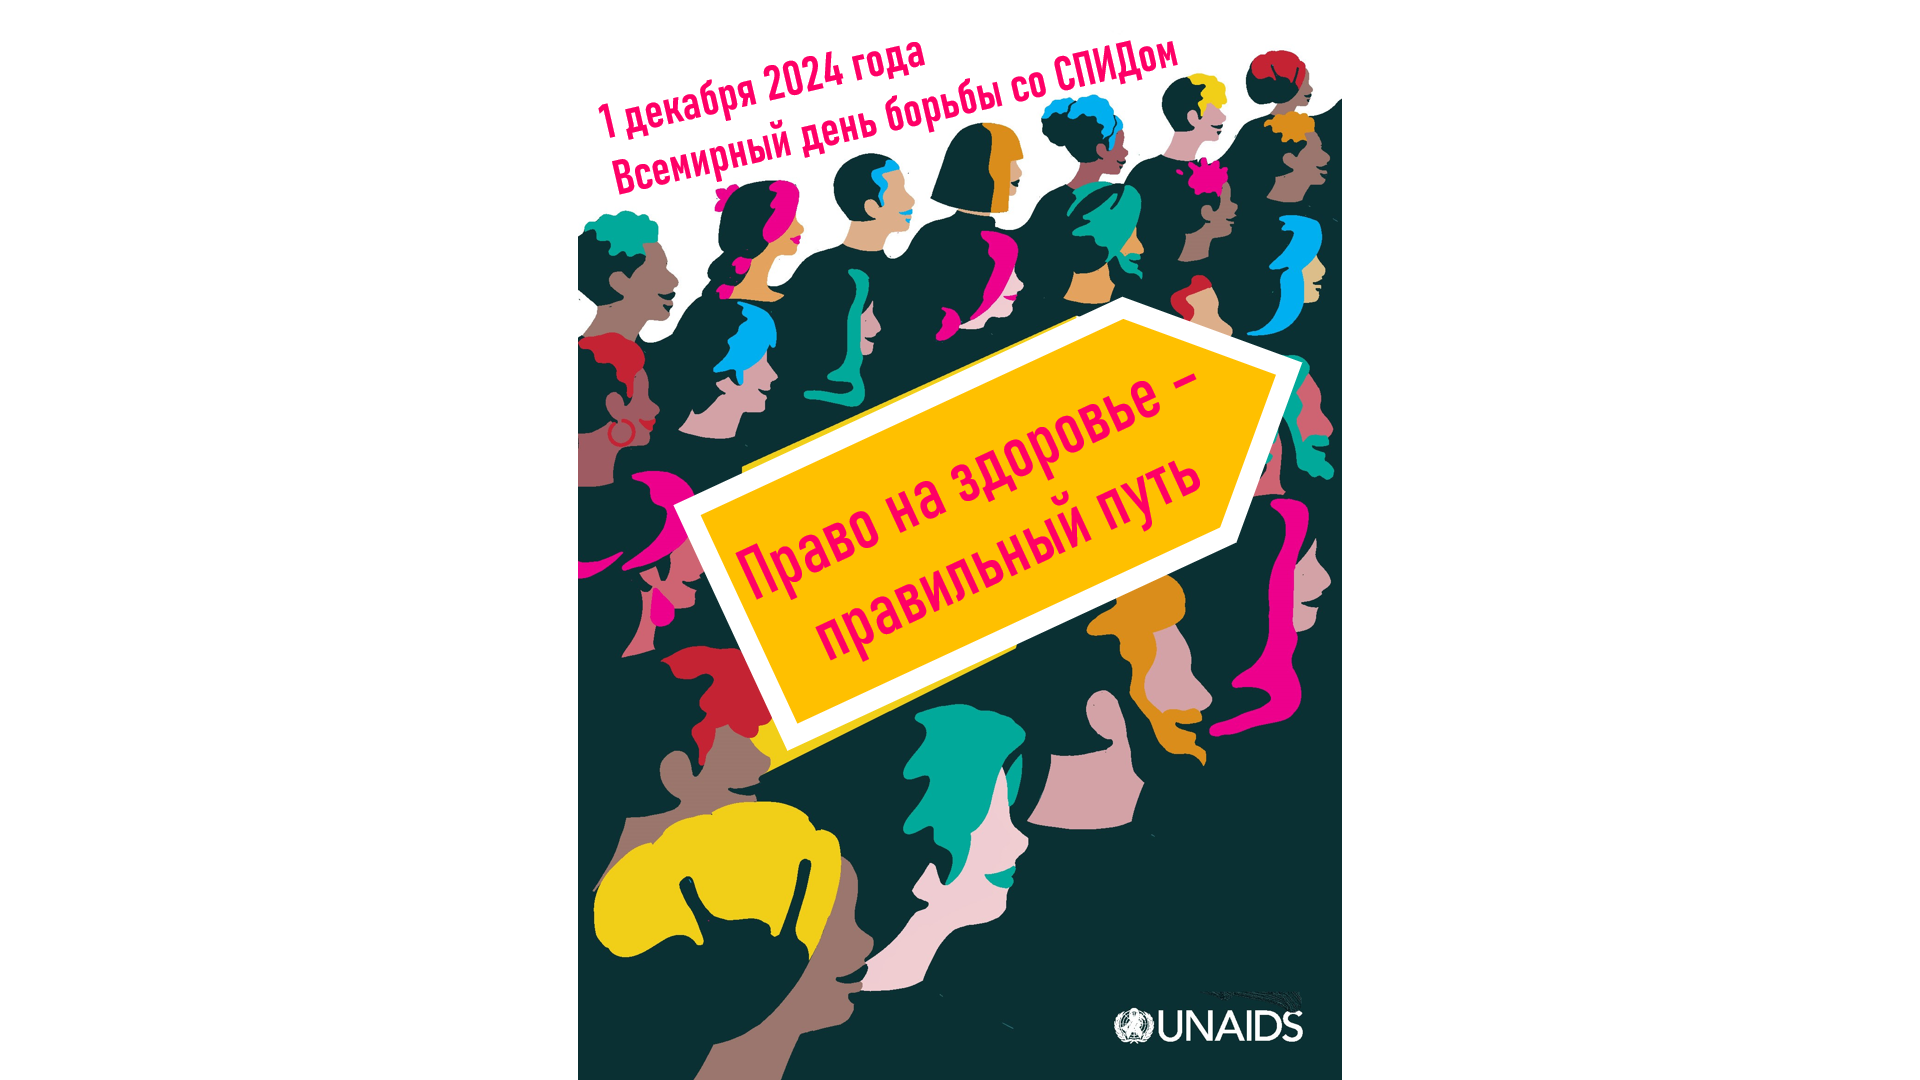 1 декабря 2024 года
Всемирный день борьбы со СПИДом
Право на здоровье –
правильный путь
UNAIDS